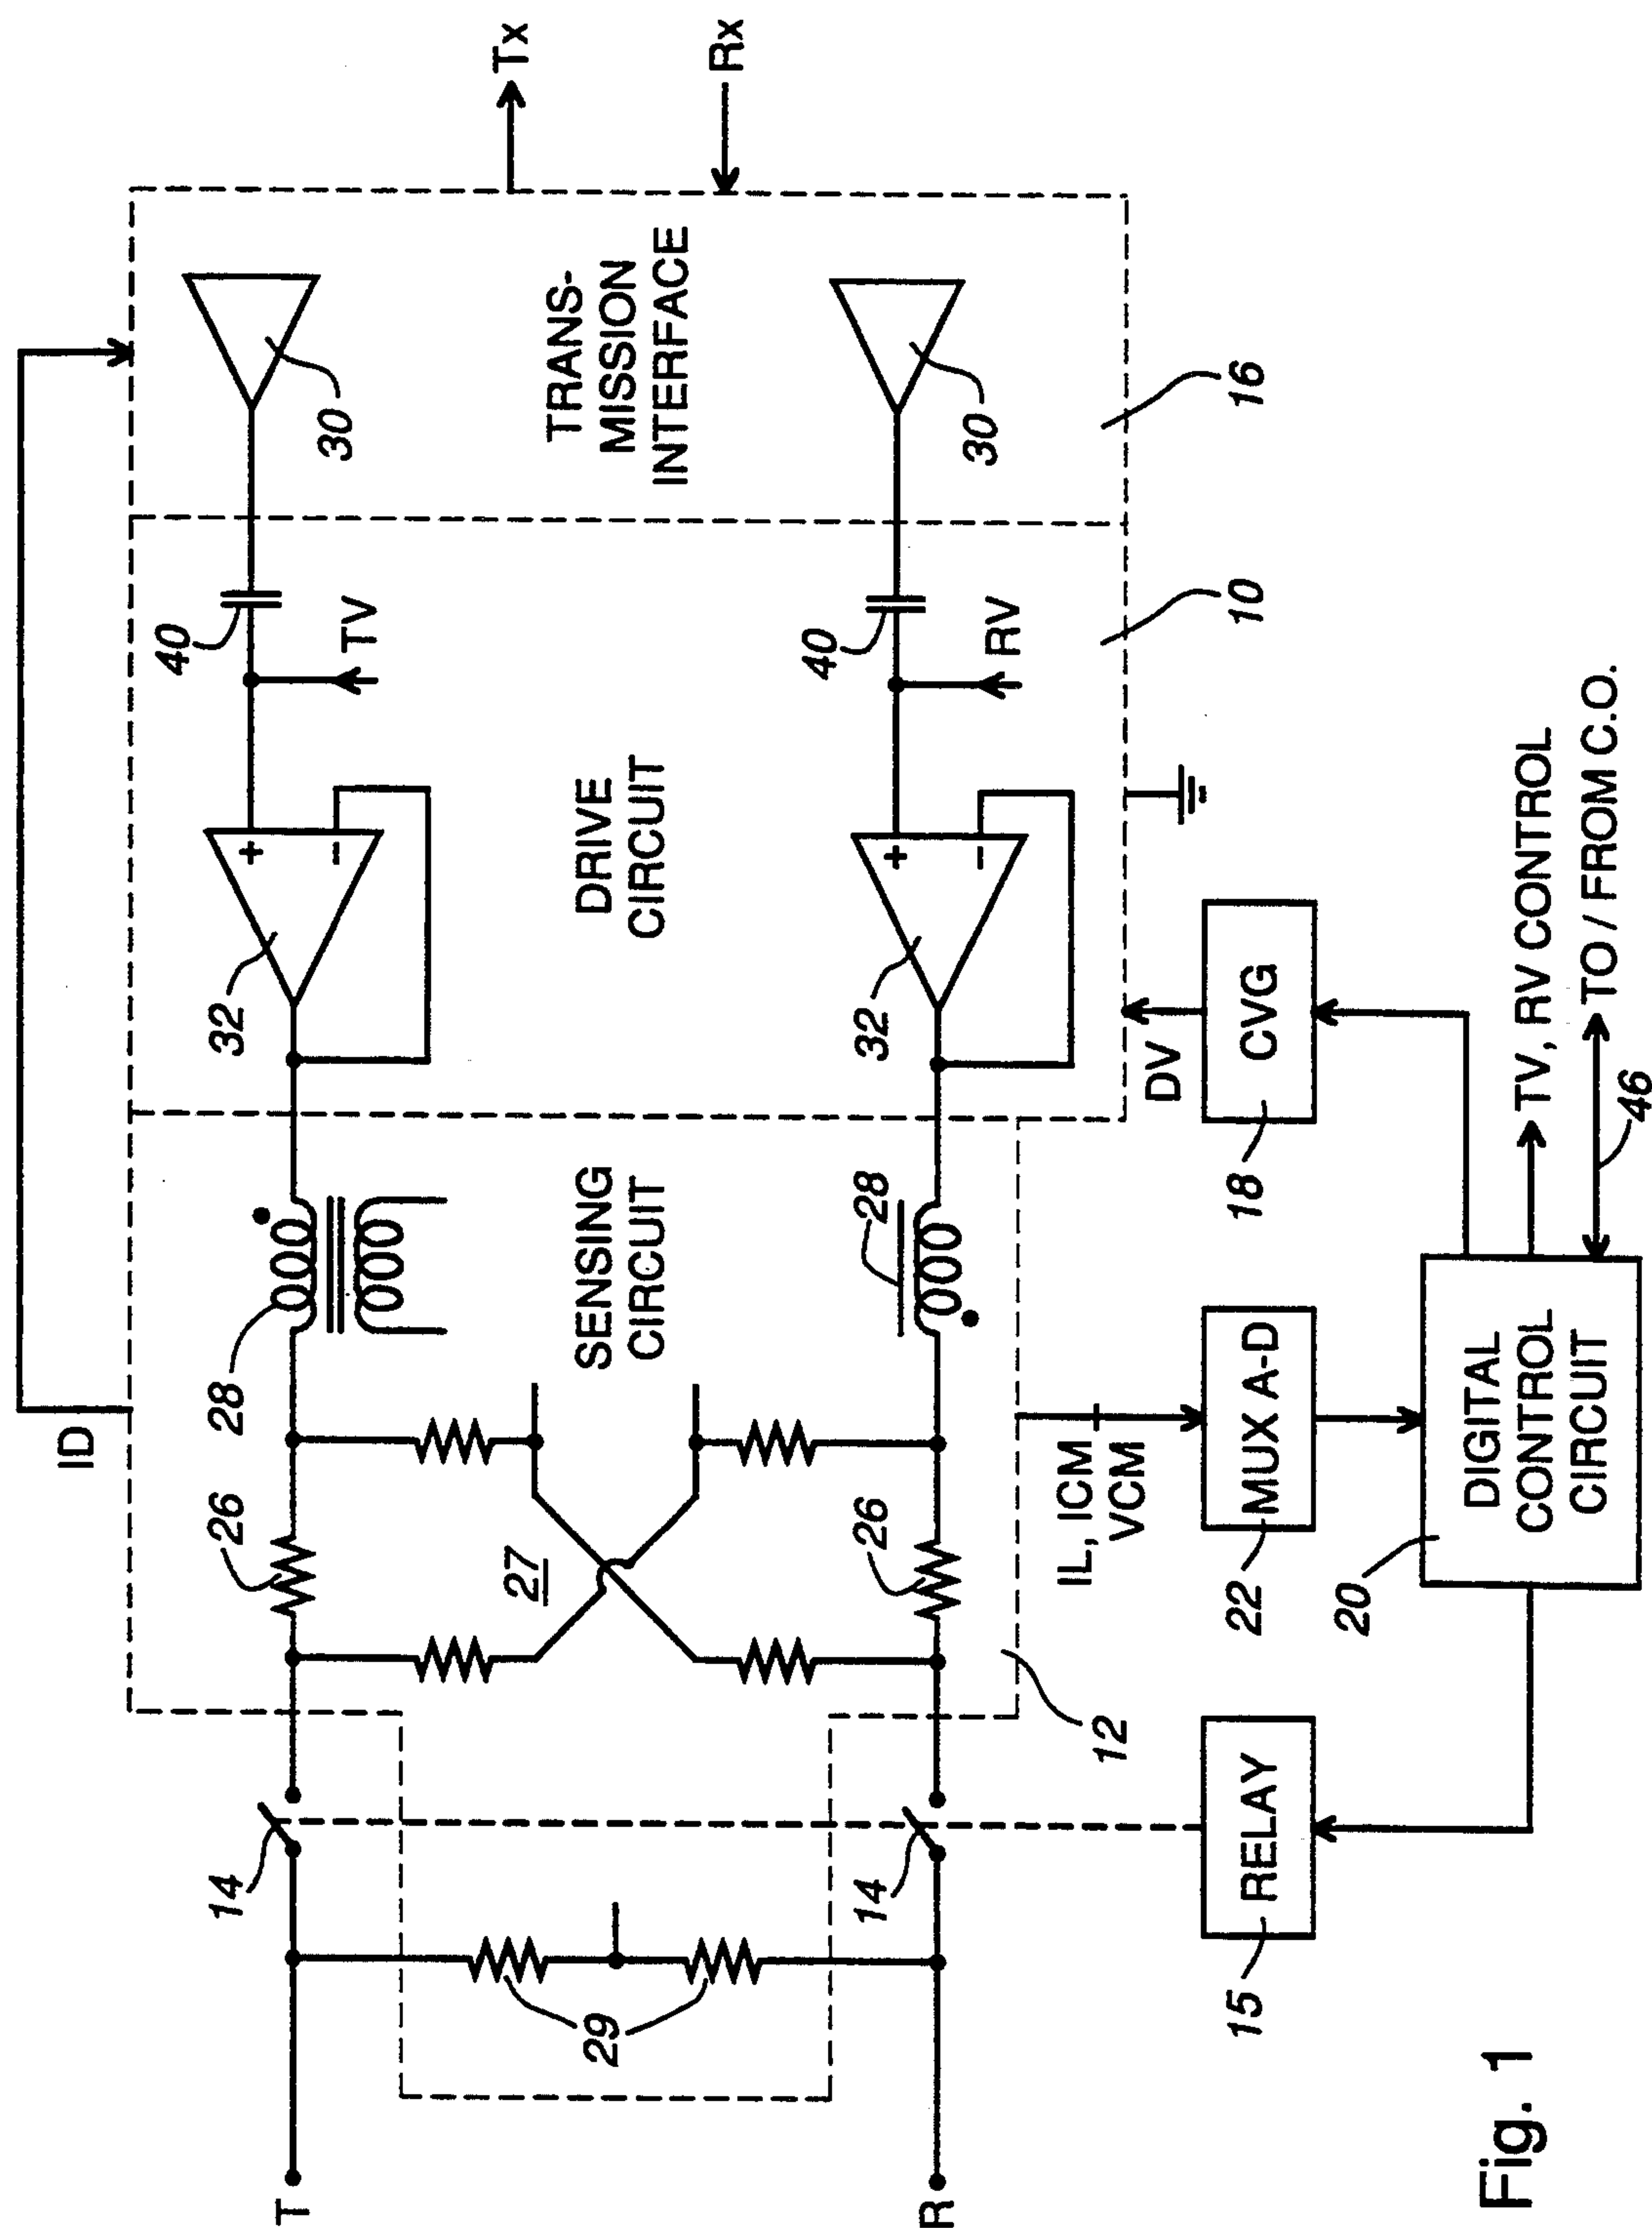 ID
Tx
Rx
T
14
26
28
32
40
TV
30
29
27
SENSING
CIRCUIT
DRIVE
CIRCUIT
TRANS-
MISSION
INTERFACE
R
14
26
28
32
40
RV
30
12
IL, ICM
VCM
DV
10
16
15
RELAY
22
MUX A-D
18
CVG
20
DIGITAL
CONTROL
CIRCUIT
TV, RV CONTROL
TO / FROM C.O.
46
Fig. 1